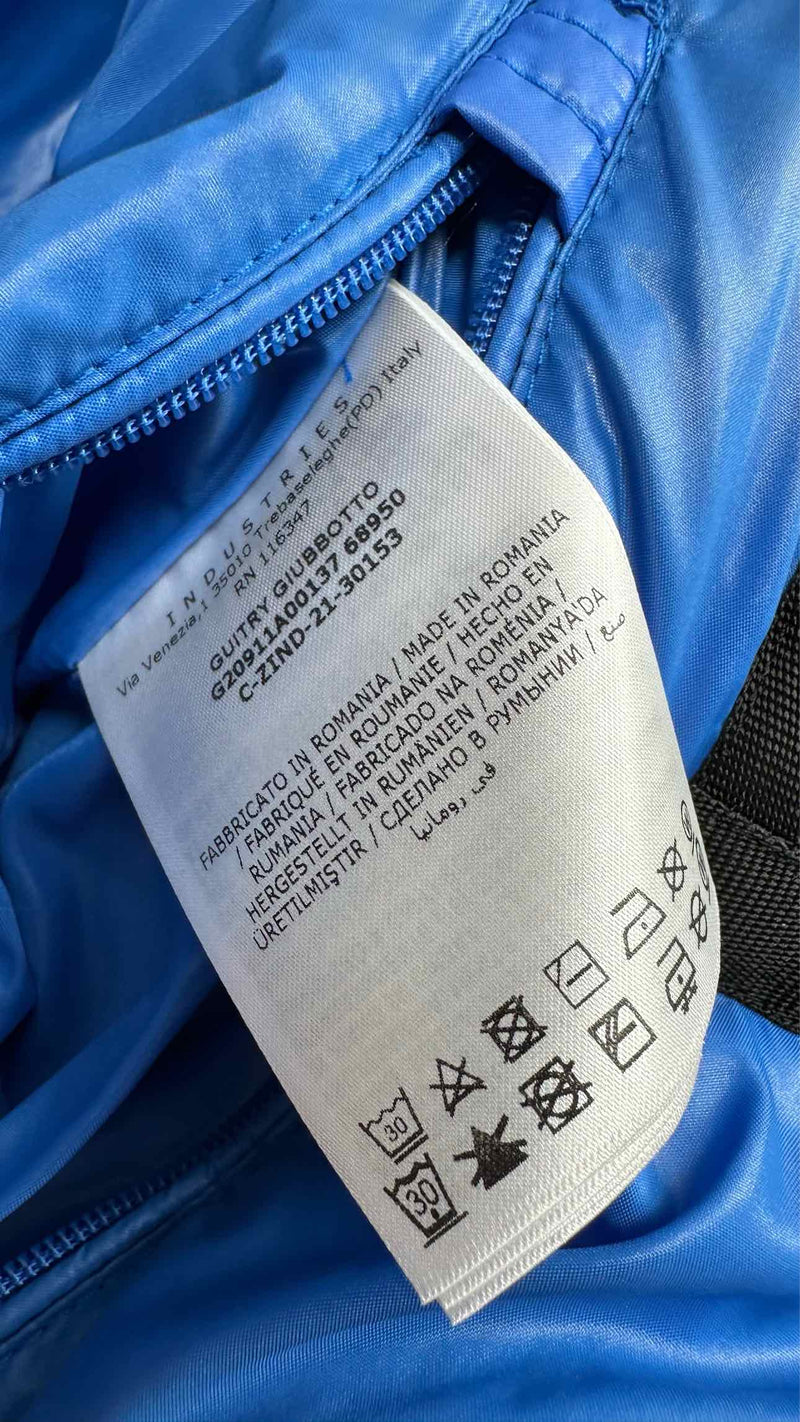 INDUSTRIES
Via Venezia,1 35010 Trebaseleghe(PD) Italy
RN 116347
GUITRY GIUBBOTTO
G20911A00137 68950
C-ZIND-21-30153
FABBRICATO IN ROMANIA / MADE IN ROMANIA
/ FABRIQUÉ EN ROUMANIE / HECHO EN
RUMANIA / FABRICADO NA ROMÉNIA /
HERGESTELLT IN RUMÄNIEN / ROMANYA'DA
ÜRETILMIŞTIR / СДЕЛАНО В РУМЫНИИ / صنع
في رومانيا
30
30